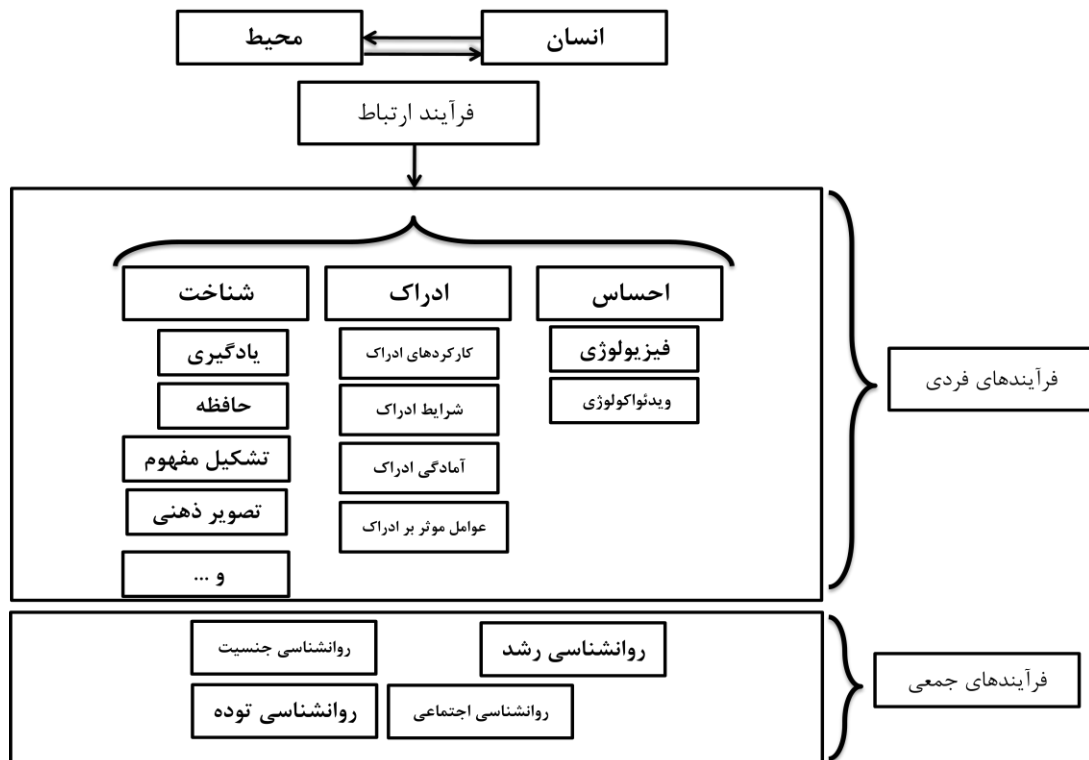 انسان
محیط
فرآیند ارتباط
احساس
ادراک
شناخت
فیزیولوژی
ویدئواکولوژی
کارکردهای ادراک
شرایط ادراک
آمادگی ادراک
عوامل موثر بر ادراک
یادگیری
حافظه
تشکیل مفهوم
تصویر ذهنی
و ...
فرآیندهای فردی
روانشناسی رشد
روانشناسی جنسیت
روانشناسی اجتماعی
روانشناسی توده
فرآیندهای جمعی